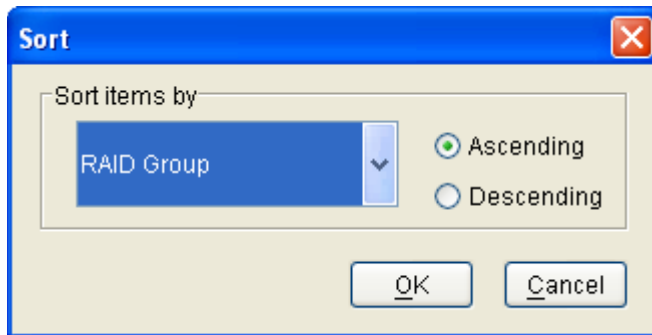 Sort
Sort items by
RAID Group
Ascending
Descending
OK
Cancel